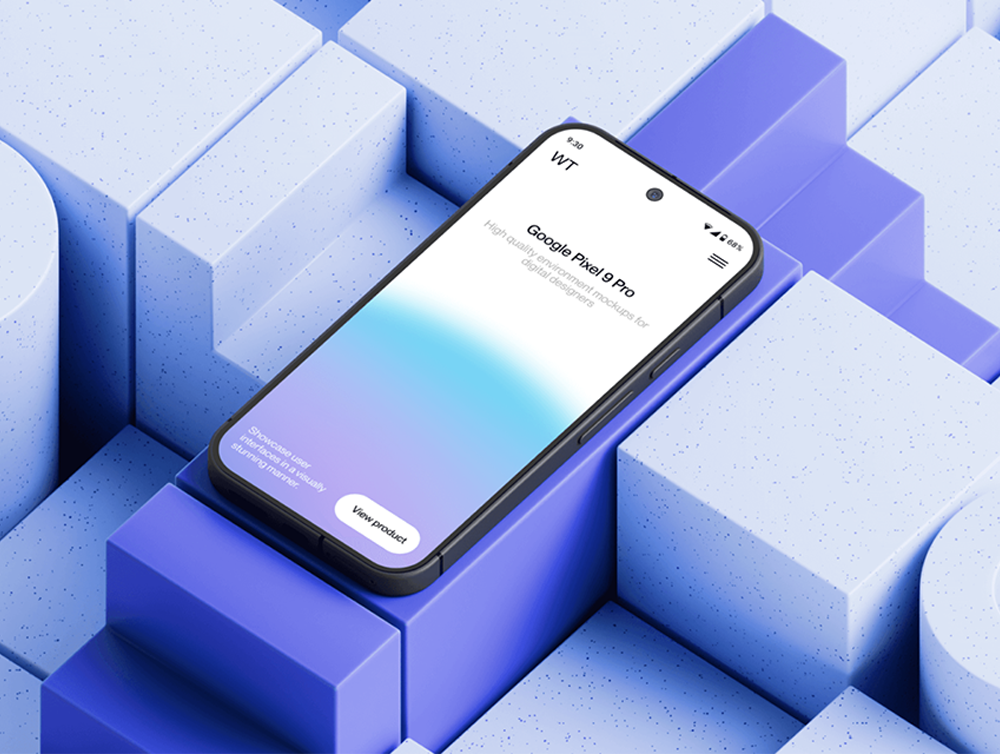 9:30
68%
WT
Google Pixel 9 Pro
High quality environment mockups for
digital designers
Showcase user
interfaces in a visually
stunning manner.
View product